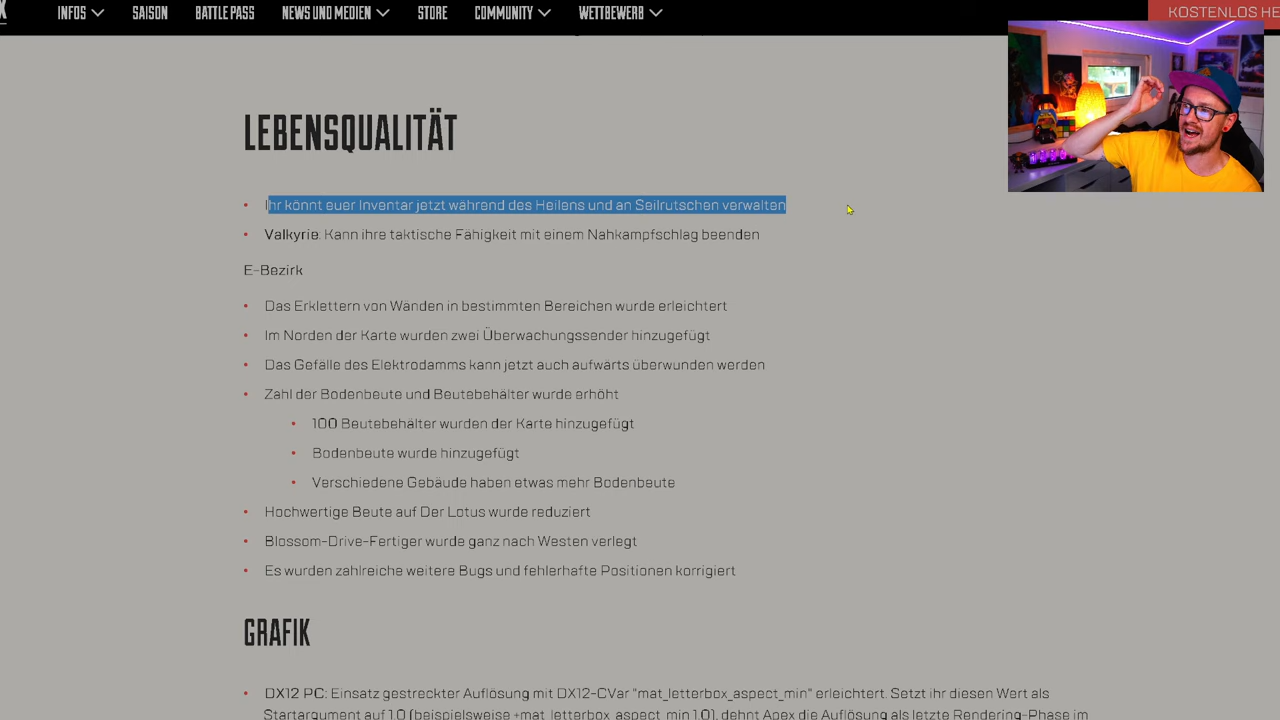 INFOS SAISON BATTLE PASS NEWS UND MEDIEN STORE COMMUNITY WETTBEWERB KOSTENLOS HE
LEBENSQUALITÄT
• Ihr könnt euer Inventar jetzt während des Heilens und an Seilrutschen verwalten
• Valkyrie: Kann ihre taktische Fähigkeit mit einem Nahkampfschlag beenden
E-Bezirk
• Das Erklettern von Wänden in bestimmten Bereichen wurde erleichtert
• Im Norden der Karte wurden zwei Überwachungssender hinzugefügt
• Das Gefälle des Elektrodamms kann jetzt auch aufwärts überwunden werden
• Zahl der Bodenbeute und Beutebehälter wurde erhöht
• 100 Beutebehälter wurden der Karte hinzugefügt
• Bodenbeute wurde hinzugefügt
• Verschiedene Gebäude haben etwas mehr Bodenbeute
• Hochwertige Beute auf Der Lotus wurde reduziert
• Blossom-Drive-Fertiger wurde ganz nach Westen verlegt
• Es wurden zahlreiche weitere Bugs und fehlerhafte Positionen korrigiert
GRAFIK
• DX12 PC: Einsatz gestreckter Auflösung mit DX12-CVar "mat_letterbox_aspect_min" erleichtert. Setzt ihr diesen Wert als
Startargument auf 1.0 (beispielsweise +mat_letterbox_aspect_min 1.0), dehnt Apex die Auflösung als letzte Rendering-Phase im